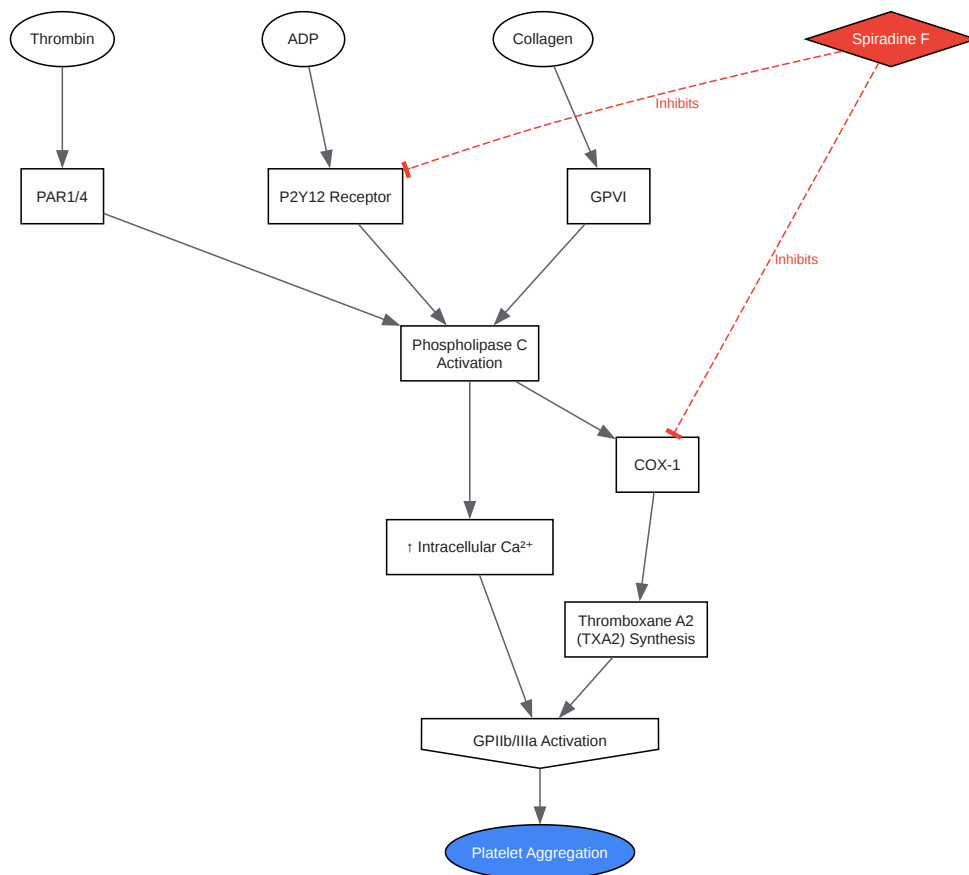 Thrombin
ADP
Collagen
Spiradine F
Inhibits
PAR1/4
P2Y12 Receptor
GPVI
Inhibits
Phospholipase C
Activation
COX-1
↑ Intracellular Ca²⁺
Thromboxane A2
(TXA2) Synthesis
GPIIb/IIIa Activation
Platelet Aggregation